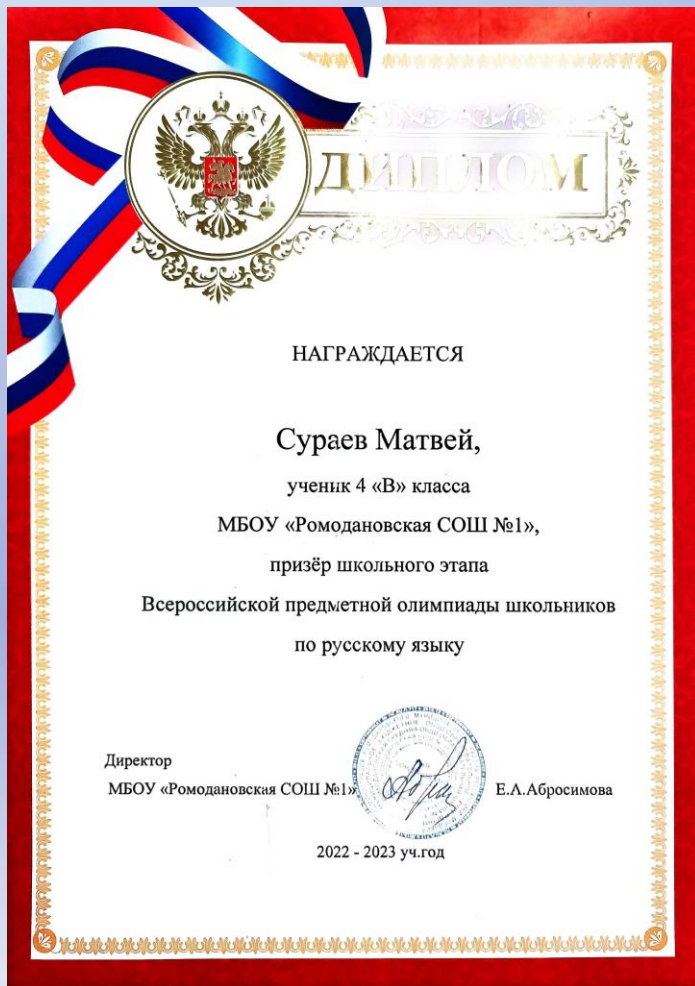 ДИПЛОМ
НАГРАЖДАЕТСЯ
Сураев Матвей,
ученик 4 «В» класса
МБОУ «Ромодановская СОШ №1»,
призёр школьного этапа
Всероссийской предметной олимпиады школьников
по русскому языку
Директор
МБОУ «Ромодановская СОШ №1» Е.А.Абросимова
2022 - 2023 уч.год